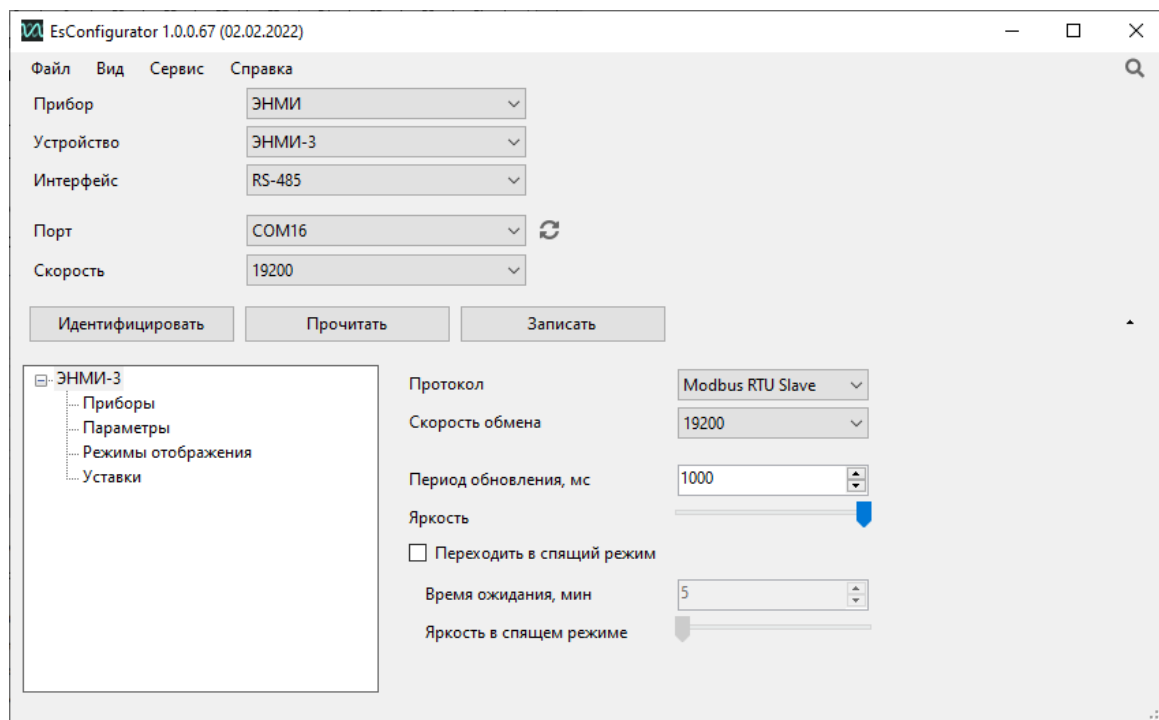 EsConfigurator 1.0.0.67 (02.02.2022)
Файл Вид Сервис Справка
Прибор ЭНМИ
Устройство ЭНМИ-3
Интерфейс RS-485
Порт COM16
Скорость 19200
Идентифицировать Прочитать Записать
ЭНМИ-3
Приборы
Параметры
Режимы отображения
Уставки
Протокол Modbus RTU Slave
Скорость обмена 19200
Период обновления, мс 1000
Яркость
Переходить в спящий режим
Время ожидания, мин 5
Яркость в спящем режиме